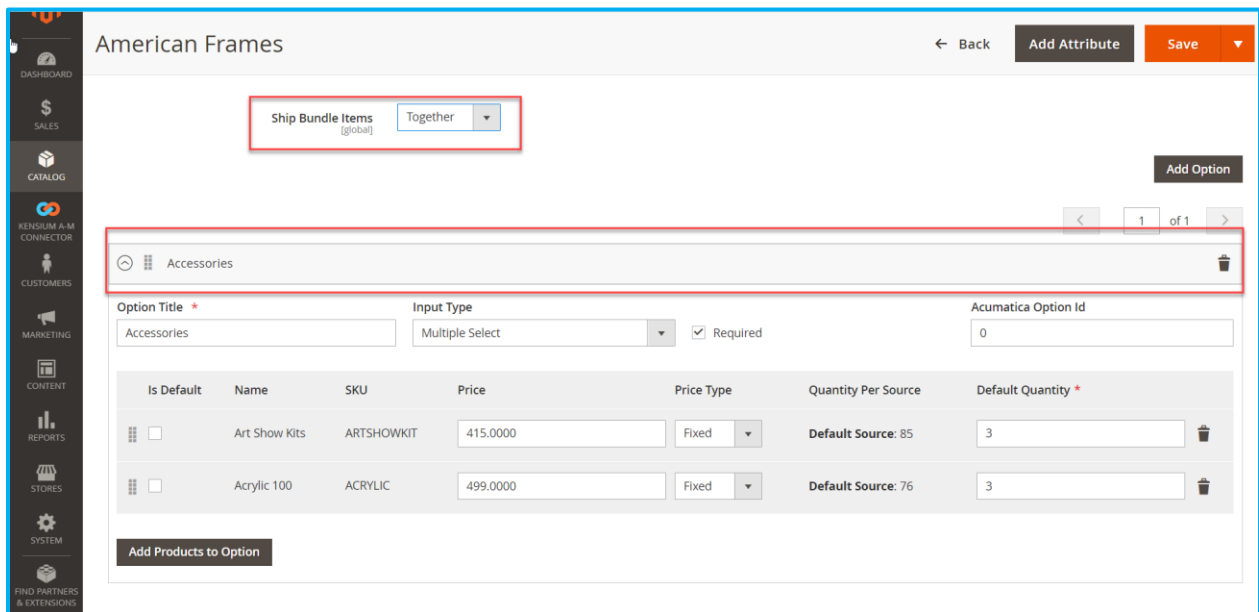 American Frames
← Back
Add Attribute
Save
DASHBOARD
SALES
CATALOG
KENSIUM A-M
CONNECTOR
CUSTOMERS
MARKETING
CONTENT
REPORTS
STORES
SYSTEM
FIND PARTNERS
& EXTENSIONS
Ship Bundle Items
[global]
Together
Add Option
1 of 1
Accessories
Option Title *
Input Type
Acumatica Option Id
Accessories
Multiple Select
Required
0
Is Default Name SKU Price Price Type Quantity Per Source Default Quantity *
Art Show Kits ARTSHOWKIT 415.0000 Fixed Default Source: 85 3
Acrylic 100 ACRYLIC 499.0000 Fixed Default Source: 76 3
Add Products to Option